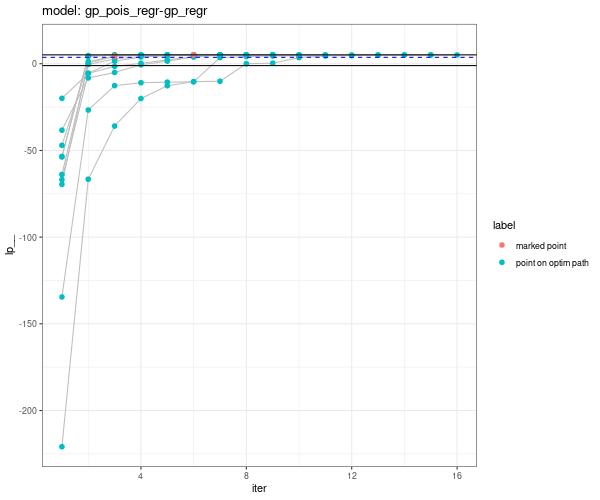 model: gp_pois_regr-gp_regr
0
-50
-100
-150
-200
lp__
4
8
12
16
iter
label
marked point
point on optim path